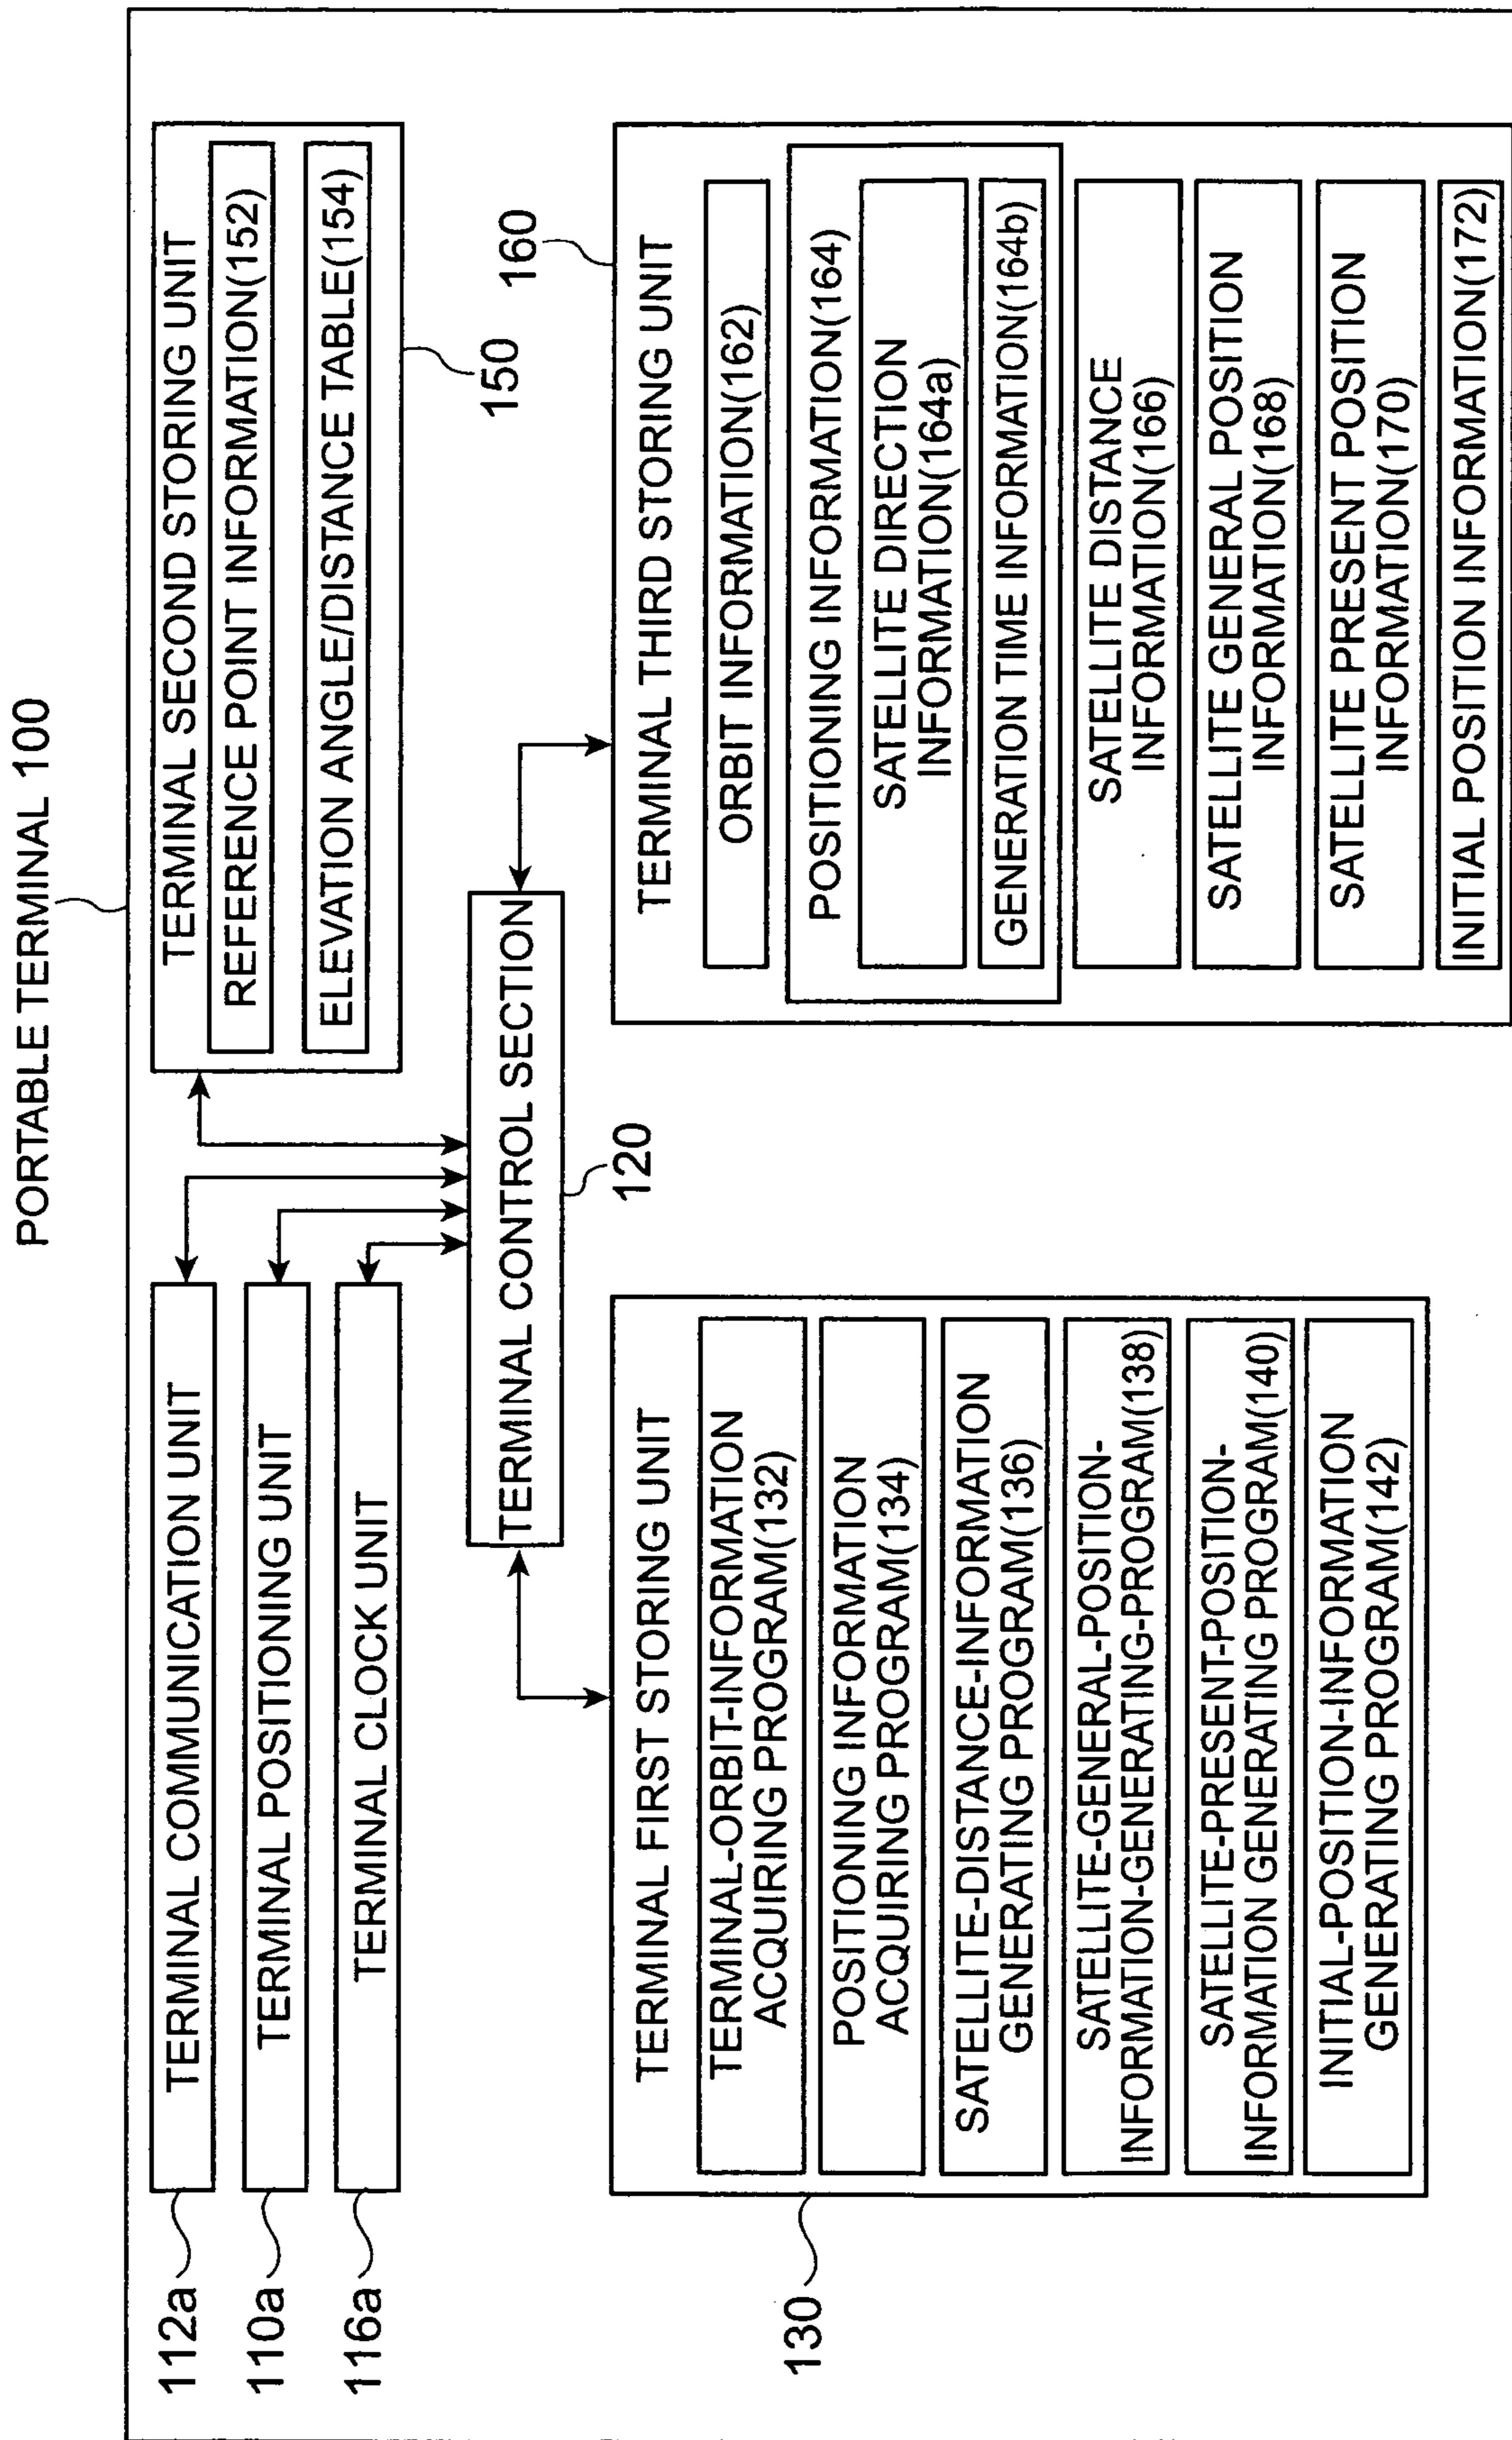 PORTABLE TERMINAL 100
112a
TERMINAL COMMUNICATION UNIT
110a
TERMINAL POSITIONING UNIT
116a
TERMINAL CLOCK UNIT
TERMINAL SECOND STORING UNIT
REFERENCE POINT INFORMATION(152)
ELEVATION ANGLE/DISTANCE TABLE(154)
150
TERMINAL CONTROL SECTION
120
130
TERMINAL FIRST STORING UNIT
TERMINAL-ORBIT-INFORMATION
ACQUIRING PROGRAM(132)
POSITIONING INFORMATION
ACQUIRING PROGRAM(134)
SATELLITE-DISTANCE-INFORMATION
GENERATING PROGRAM(136)
SATELLITE-GENERAL-POSITION-
INFORMATION-GENERATING-PROGRAM(138)
SATELLITE-PRESENT-POSITION-
INFORMATION GENERATING PROGRAM(140)
INITIAL-POSITION-INFORMATION
GENERATING PROGRAM(142)
160
TERMINAL THIRD STORING UNIT
ORBIT INFORMATION(162)
POSITIONING INFORMATION(164)
SATELLITE DIRECTION
INFORMATION(164a)
GENERATION TIME INFORMATION(164b)
SATELLITE DISTANCE
INFORMATION(166)
SATELLITE GENERAL POSITION
INFORMATION(168)
SATELLITE PRESENT POSITION
INFORMATION(170)
INITIAL POSITION INFORMATION(172)